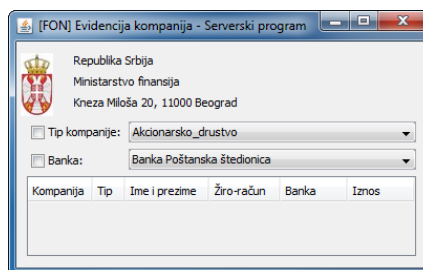 [FON] Evidencija kompanija - Serverski program
Republika Srbija
Ministarstvo finansija
Kneza Miloša 20, 11000 Beograd
Tip kompanije: Akcionarsko_drustvo
Banka: Banka Poštanska štedionica
Kompanija Tip Ime i prezime Žiro-račun Banka Iznos